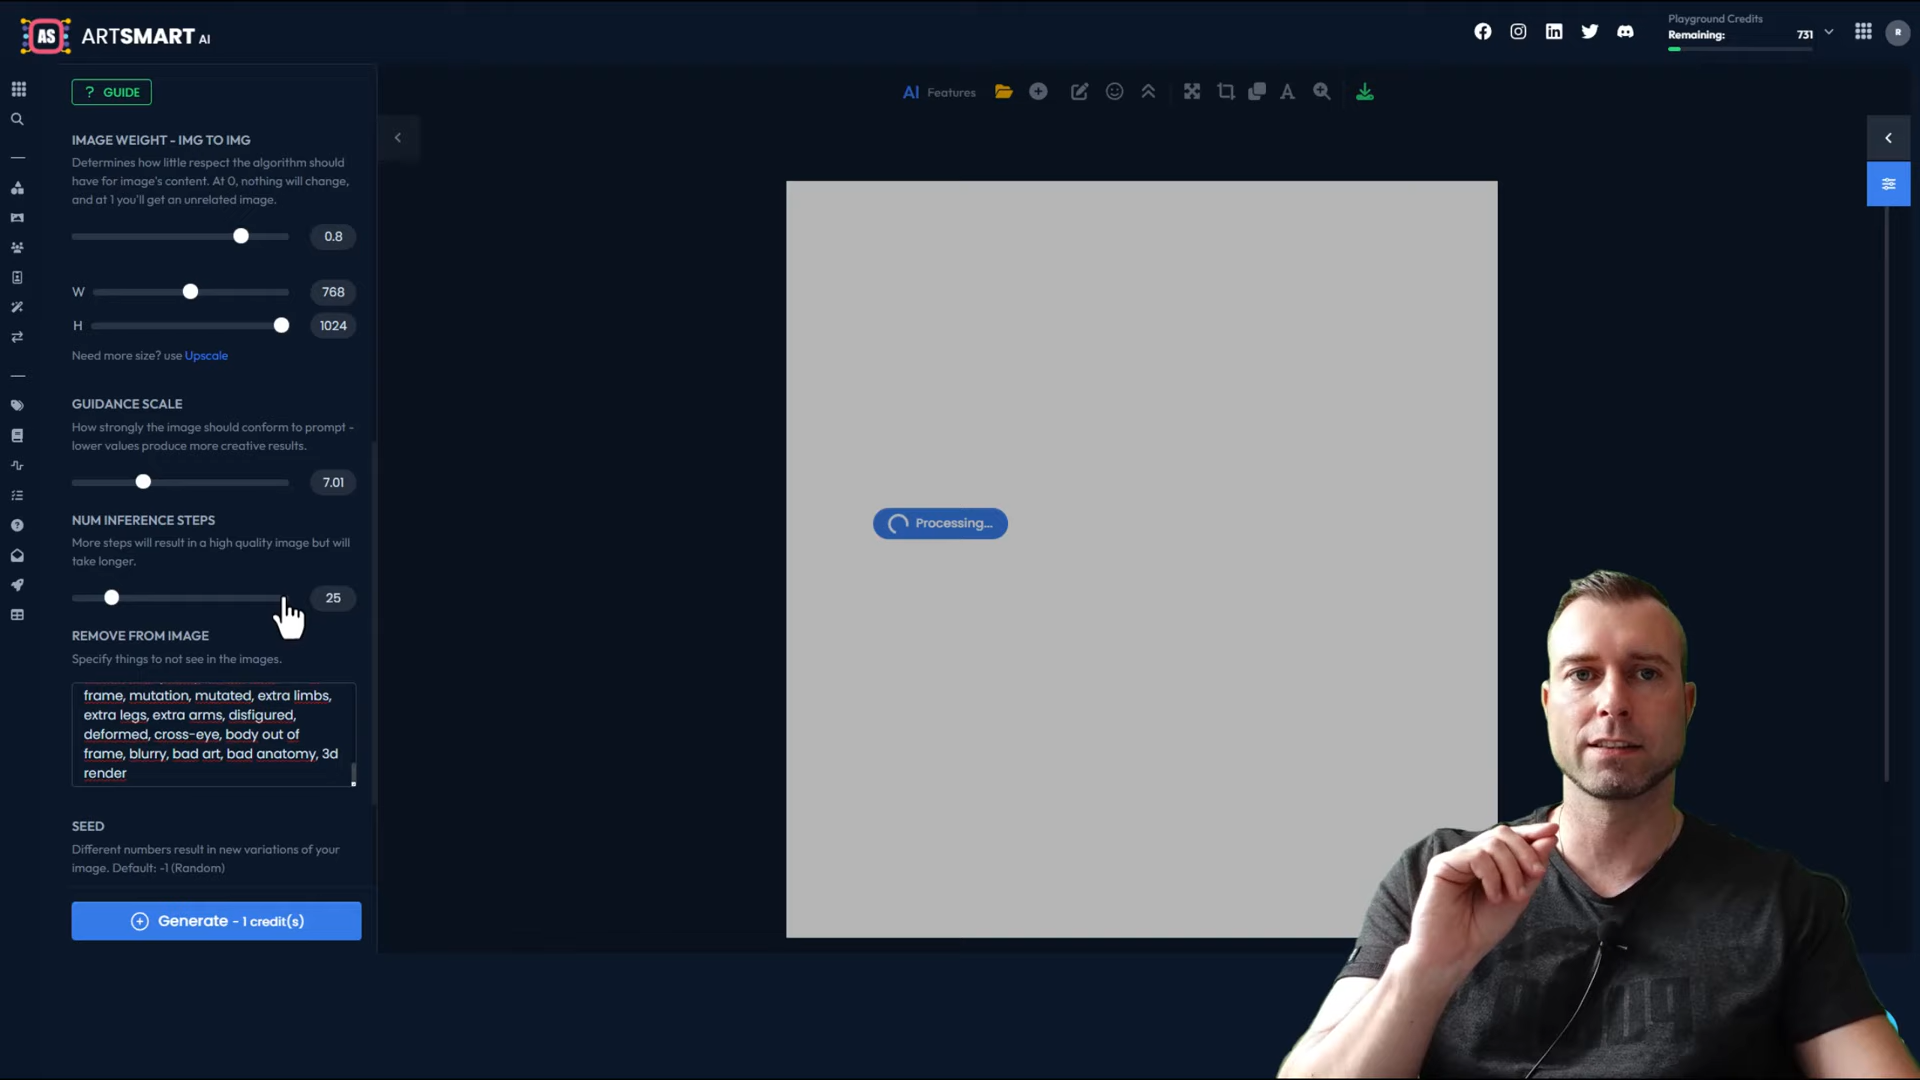 AS ARTSMART AI
Playground Credits
Remaining: 731
R
? GUIDE
AI Features
A
IMAGE WEIGHT - IMG TO IMG
Determines how little respect the algorithm should
have for image's content. At 0, nothing will change,
and at 1 you'll get an unrelated image.
0.8
W 768
H 1024
Need more size? use Upscale
GUIDANCE SCALE
How strongly the image should conform to prompt -
lower values produce more creative results.
7.01
Processing...
NUM INFERENCE STEPS
More steps will result in a high quality image but will
take longer.
25
REMOVE FROM IMAGE
Specify things to not see in the images.
frame, mutation, mutated, extra limbs,
extra legs, extra arms, disfigured,
deformed, cross-eye, body out of
frame, blurry, bad art, bad anatomy, 3d
render
SEED
Different numbers result in new variations of your
image. Default: -1 (Random)
Generate - 1 credit(s)